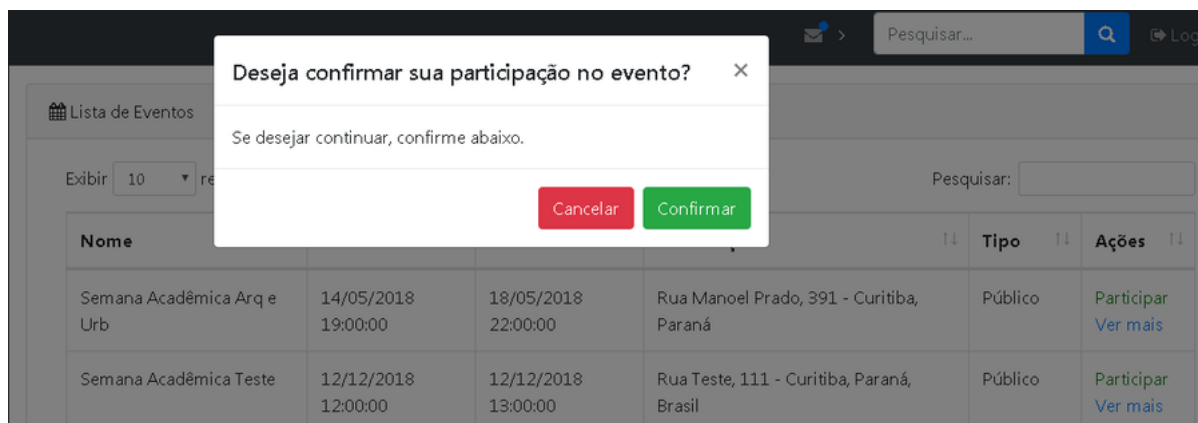 Pesquisar...
Deseja confirmar sua participação no evento? ×
Lista de Eventos
Se desejar continuar, confirme abaixo.
Exibir 10
Pesquisar:
Cancelar Confirmar
Nome Tipo Ações
Semana Acadêmica Arq e 14/05/2018 18/05/2018 Rua Manoel Prado, 391 - Curitiba, Público Participar
Urb 19:00:00 22:00:00 Paraná Ver mais
Semana Acadêmica Teste 12/12/2018 12/12/2018 Rua Teste, 111 - Curitiba, Paraná, Público Participar
12:00:00 13:00:00 Brasil Ver mais